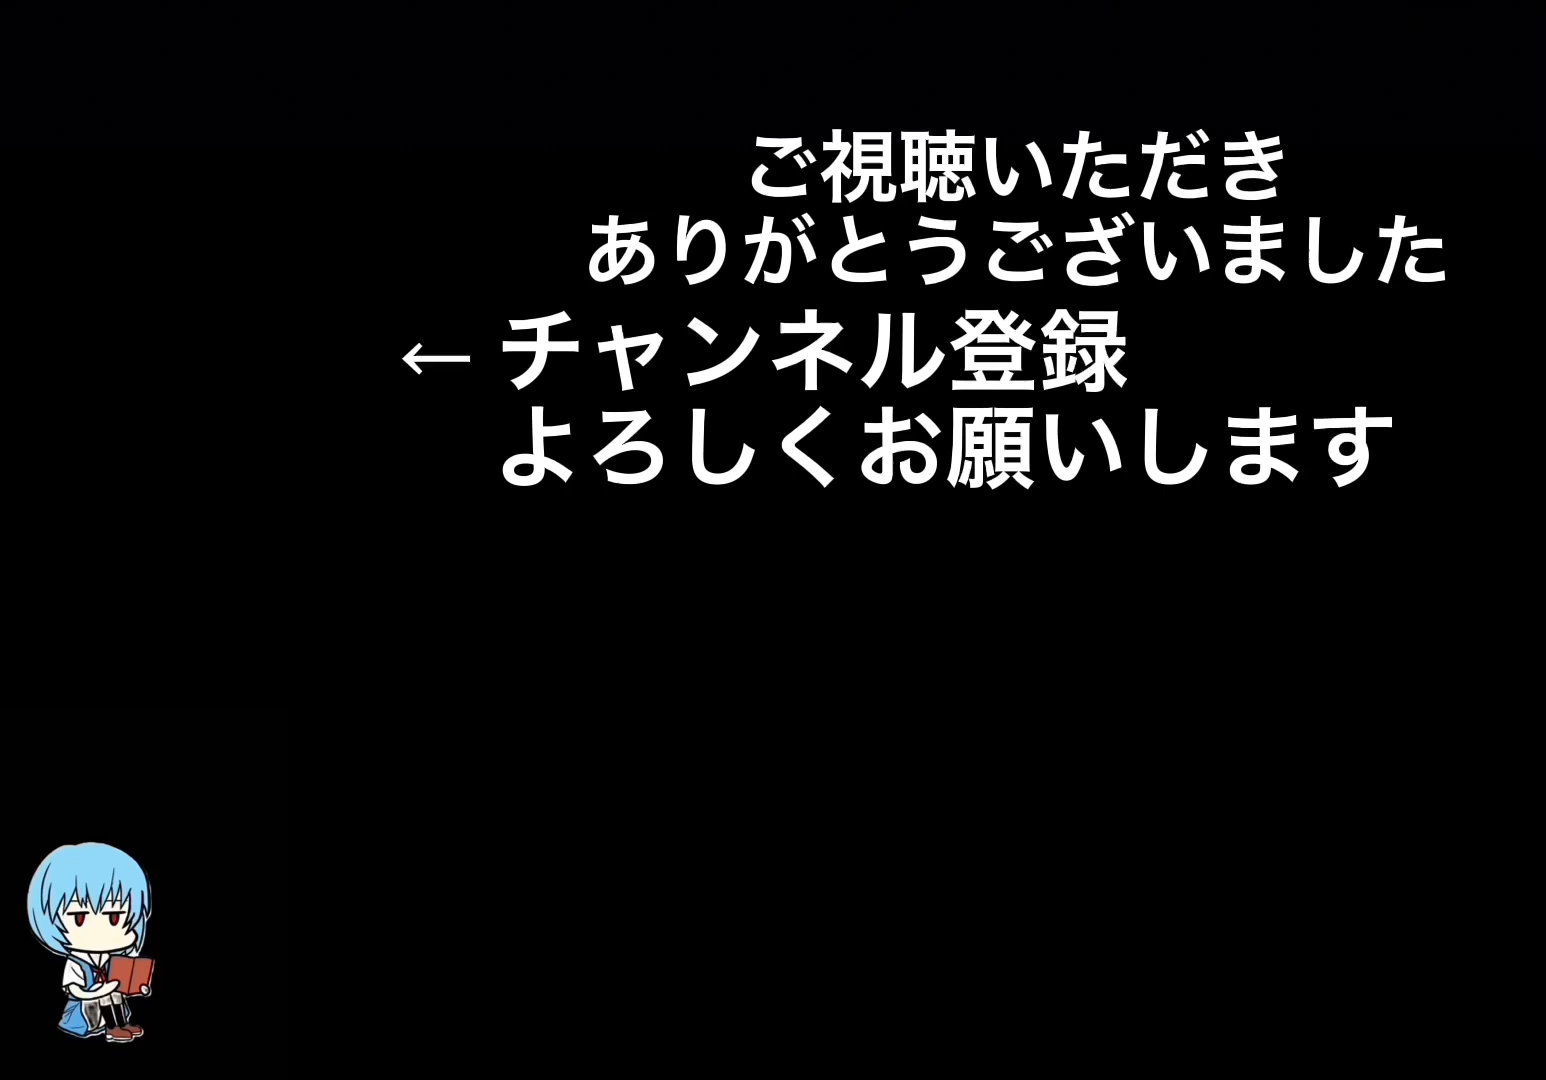 ご視聴いただき
ありがとうございました
← チャンネル登録
よろしくお願いします